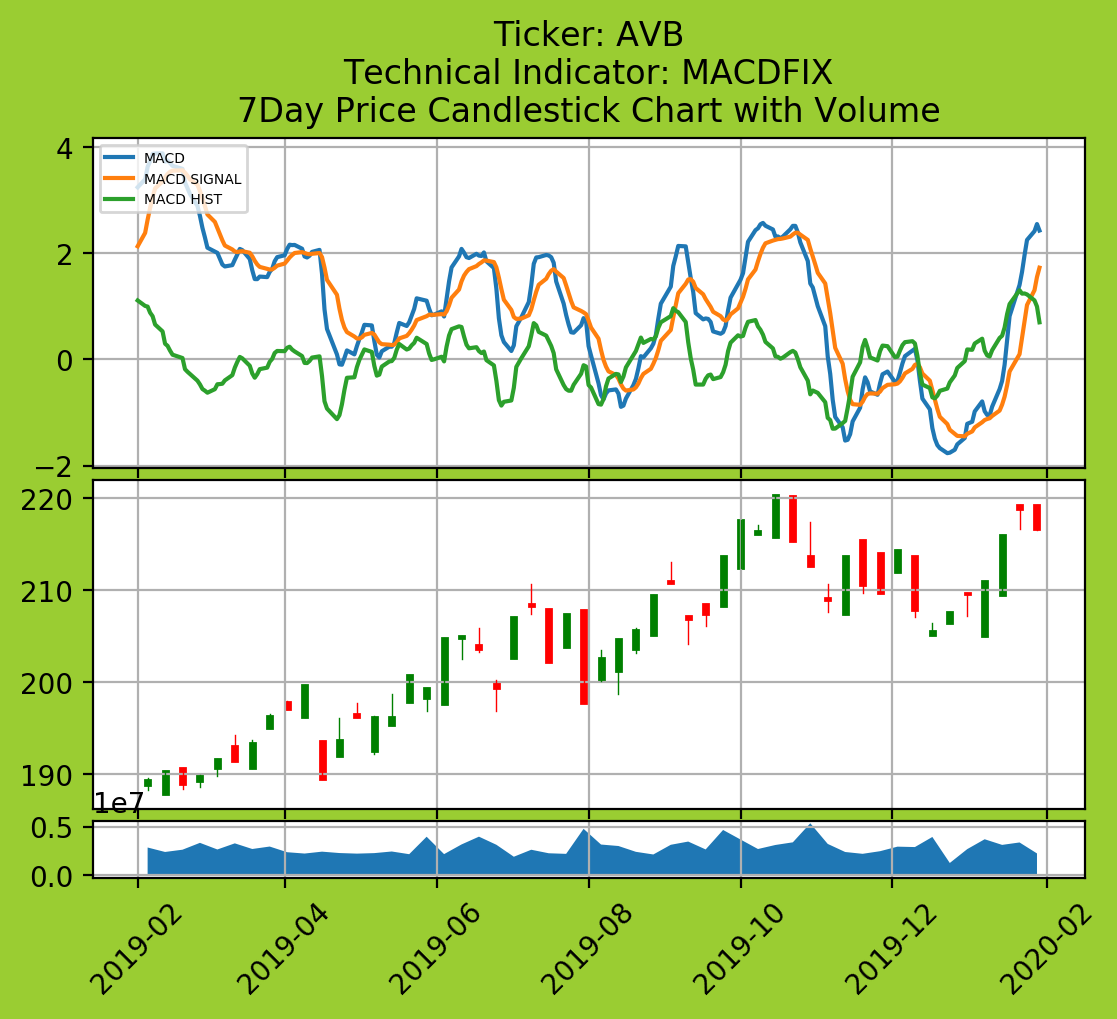 Ticker: AVB
Technical Indicator: MACDFIX
7Day Price Candlestick Chart with Volume
4
2
0
−2
MACD
MACD SIGNAL
MACD HIST
220
210
200
190
1e7
0.5
0.0
2019-02
2019-04
2019-06
2019-08
2019-10
2019-12
2020-02